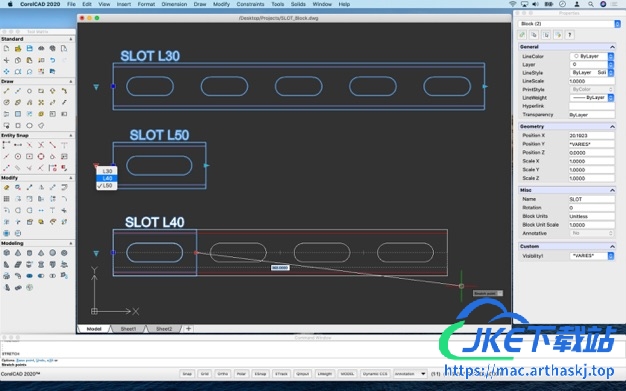 CorelCAD 2020 File Edit View Insert Format Dimension Draw Modify Constraints Tools Solids Window Help
/Desktop/Projects/SLOT_Block.dwg
Standard
Draw
Entity Snap
Modify
Modeling
SLOT L30
SLOT L50
L30
L40
L50
SLOT L40
Y
X
Model Sheet1 Sheet2 +
Properties
Block (2)
General
LineColor ByLayer
Layer 0
LineStyle ByLayer Soli
LineScale 1.0000
PrintStyle ByColor
LineWeight ByLayer
Hyperlink
Transparency ByLayer
Geometry
Position X 20.1923
Position Y *VARIES*
Position Z 0.0000
Scale X 1.0000
Scale Y 1.0000
Scale Z 1.0000
Misc
Name SLOT
Rotation 0
Block Units Unitless
Block Unit Scale 1.0000
Annotative No
Custom
Visibility1 *VARIES*
Command Window
STRETCH
Stretch point»
CorelCAD 2020™ Snap Grid Ortho Polar ESnap ETrack QInput LWeight MODEL Dynamic CCS Annotation (1:1)
JKE下载站
https://mac.arthaskj.top